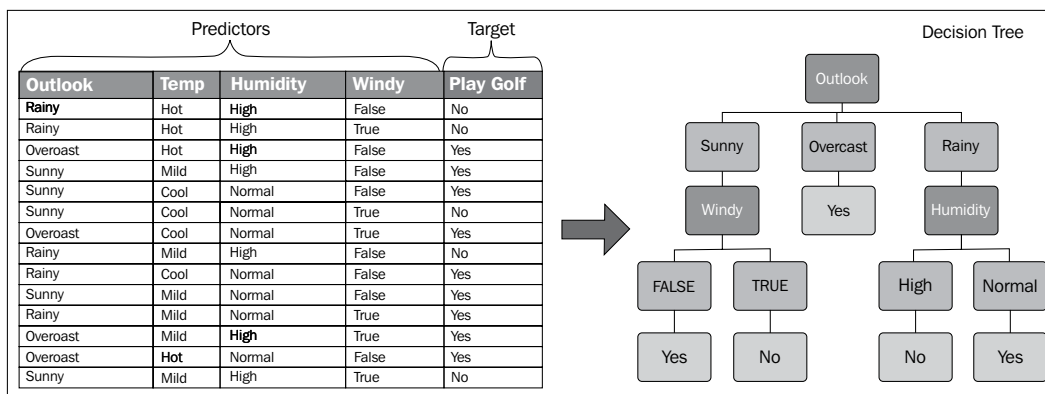 Predictors Target
Outlook Temp Humidity Windy Play Golf
Rainy Hot High False No
Rainy Hot High True No
Overoast Hot High False Yes
Sunny Mild High False Yes
Sunny Cool Normal False Yes
Sunny Cool Normal True No
Overoast Cool Normal True Yes
Rainy Mild High False No
Rainy Cool Normal False Yes
Sunny Mild Normal False Yes
Rainy Mild Normal True Yes
Overoast Mild High True Yes
Overoast Hot Normal False Yes
Sunny Mild High True No
Decision Tree
Outlook
Sunny Overcast Rainy
Windy Yes Humidity
FALSE TRUE High Normal
Yes No No Yes